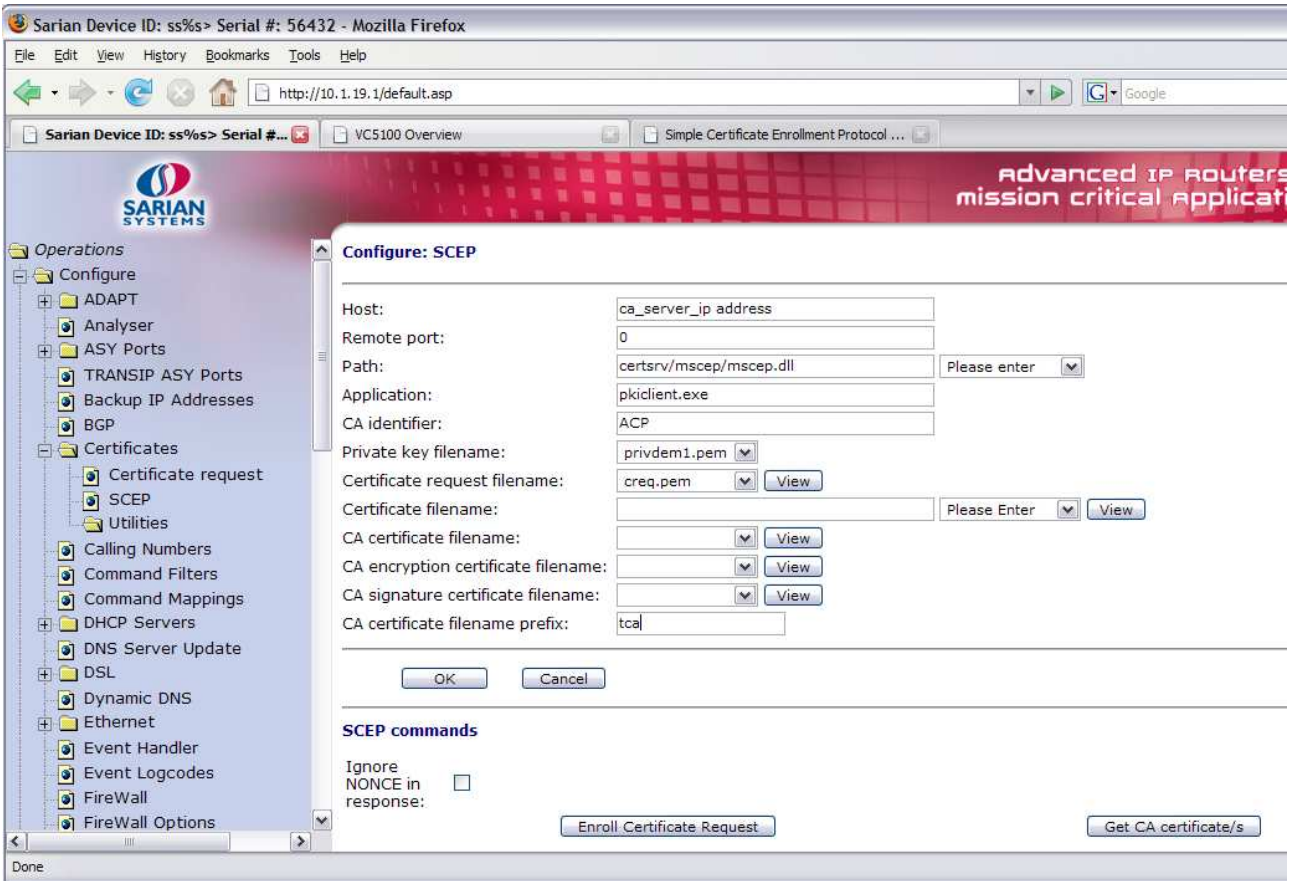 Sarian Device ID: ss%s> Serial #: 56432 - Mozilla Firefox
File Edit View History Bookmarks Tools Help
http://10.1.19.1/default.asp
Google
Sarian Device ID: ss%s> Serial #...
VC5100 Overview
Simple Certificate Enrollment Protocol ...
SARIAN
SYSTEMS
Advanced IP Routers
mission critical Applicati
Operations
Configure
ADAPT
Analyser
ASY Ports
TRANSIP ASY Ports
Backup IP Addresses
BGP
Certificates
Certificate request
SCEP
Utilities
Calling Numbers
Command Filters
Command Mappings
DHCP Servers
DNS Server Update
DSL
Dynamic DNS
Ethernet
Event Handler
Event Logcodes
FireWall
FireWall Options
Configure: SCEP
Host: ca_server_ip address
Remote port: 0
Path: certsrv/mscep/mscep.dll Please enter
Application: pkiclient.exe
CA identifier: ACP
Private key filename: privdem1.pem
Certificate request filename: creq.pem View
Certificate filename: Please Enter View
CA certificate filename: View
CA encryption certificate filename: View
CA signature certificate filename: View
CA certificate filename prefix: tca
OK Cancel
SCEP commands
Ignore
NONCE in
response:
Enroll Certificate Request Get CA certificate/s
Done